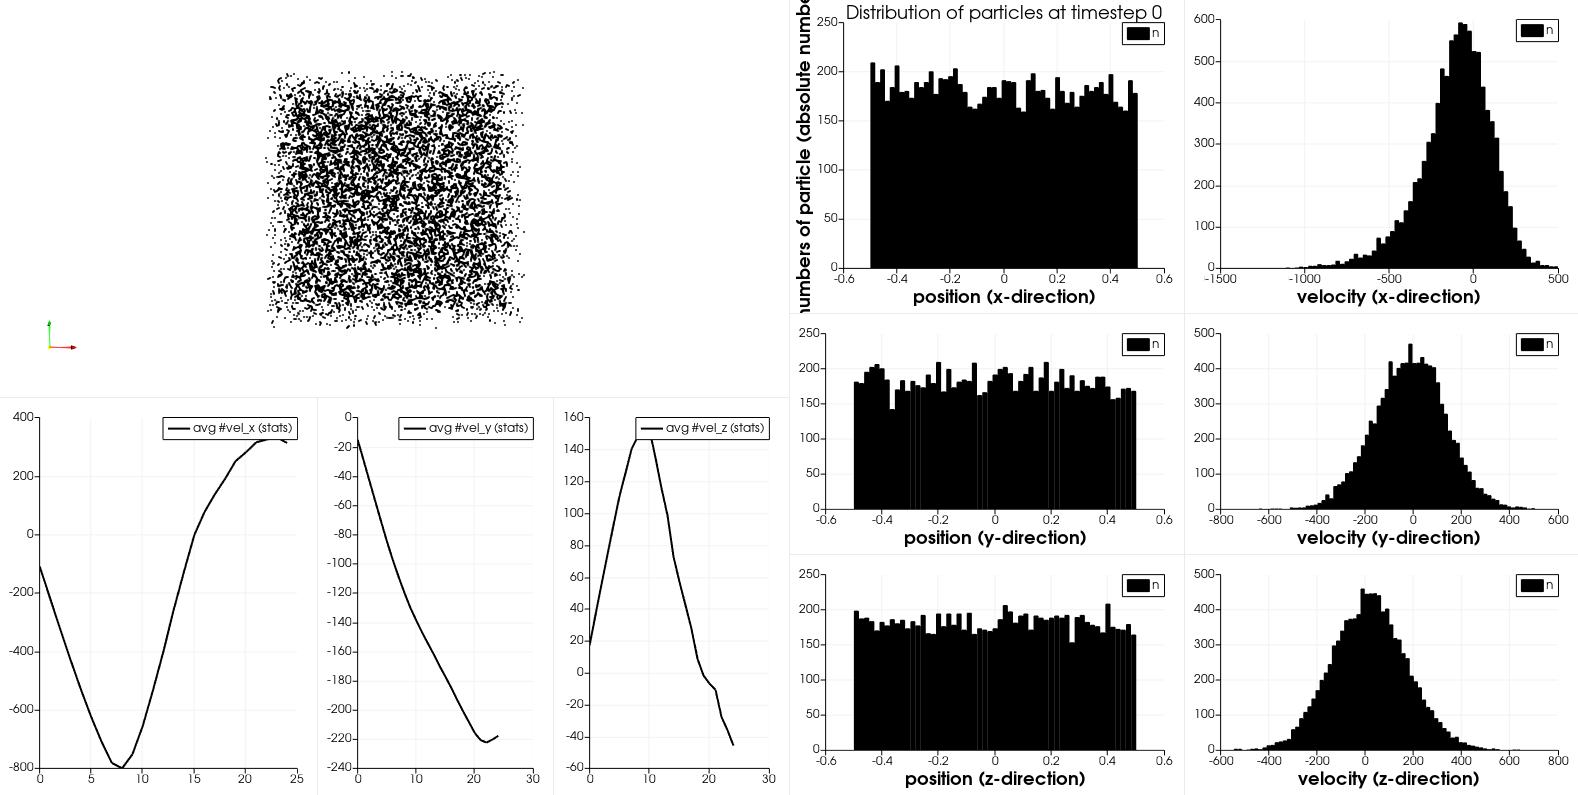 Distribution of particles at timestep 0
numbers of particle (absolute numbe
250
200
150
100
50
0
n
-0.6 -0.4 -0.2 0 0.2 0.4 0.6
position (x-direction)
600
500
400
300
200
100
0
n
-1500 -1000 -500 0 500
velocity (x-direction)
250
200
150
100
50
0
n
-0.6 -0.4 -0.2 0 0.2 0.4 0.6
position (y-direction)
500
400
300
200
100
0
n
-800 -600 -400 -200 0 200 400 600
velocity (y-direction)
250
200
150
100
50
0
n
-0.6 -0.4 -0.2 0 0.2 0.4 0.6
position (z-direction)
500
400
300
200
100
0
n
-600 -400 -200 0 200 400 600 800
velocity (z-direction)
400
200
0
-200
-400
-600
-800
avg #vel_x (stats)
0 5 10 15 20 25
0
-20
-40
-60
-80
-100
-120
-140
-160
-180
-200
-220
-240
avg #vel_y (stats)
0 10 20 30
160
140
120
100
80
60
40
20
0
-20
-40
-60
avg #vel_z (stats)
0 10 20 30